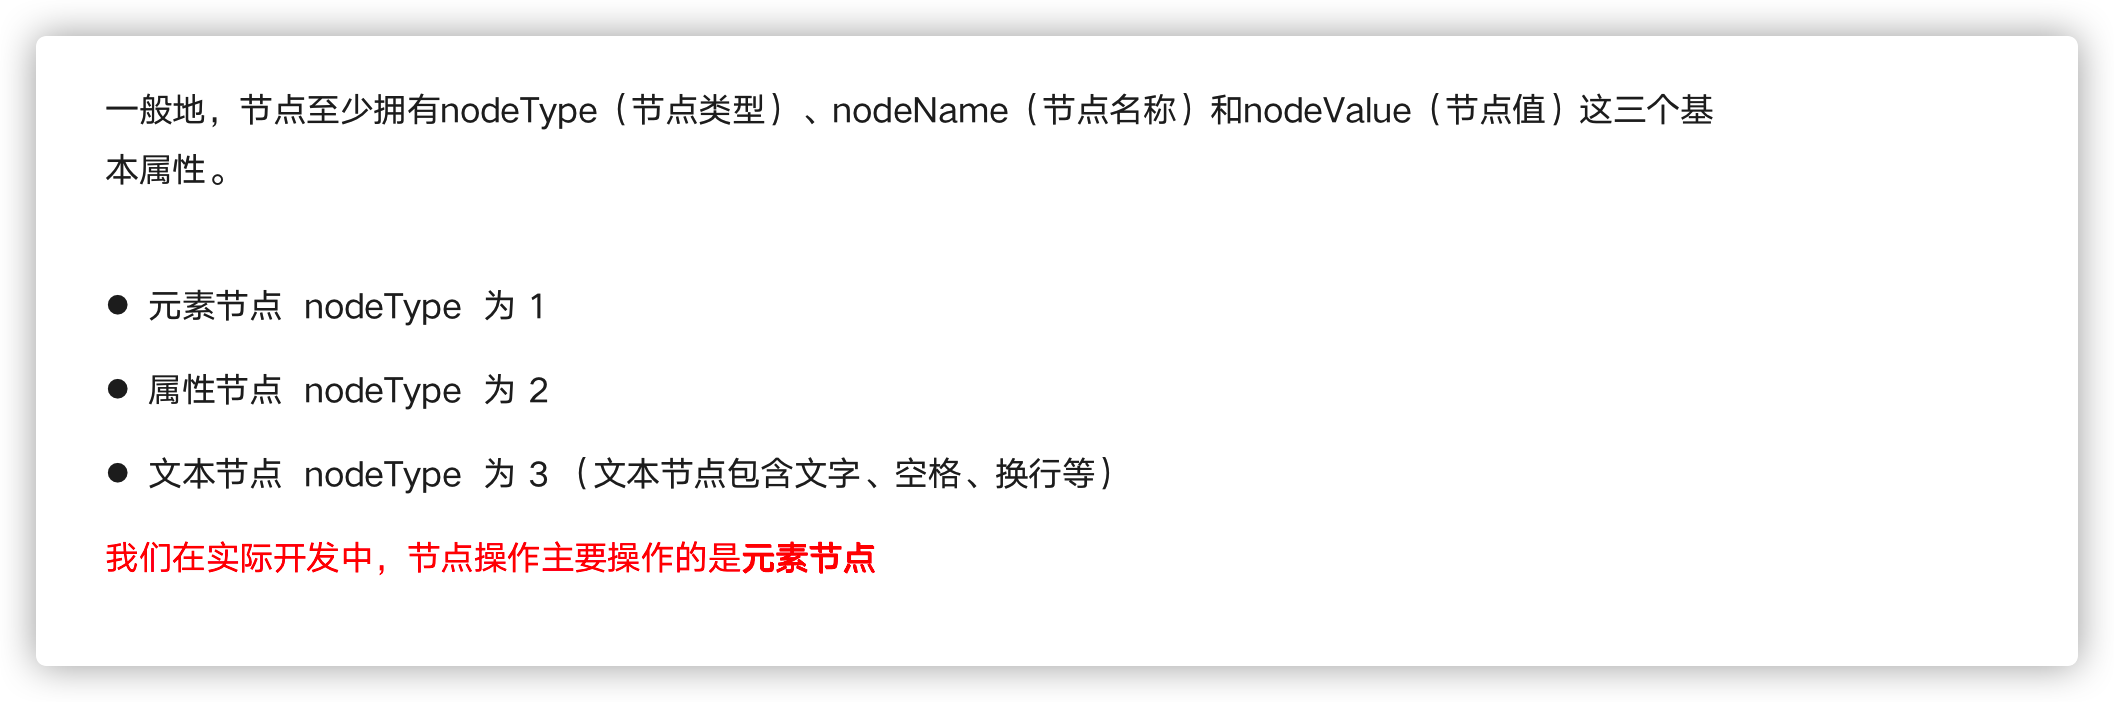 一般地，节点至少拥有nodeType（节点类型）、nodeName（节点名称）和nodeValue（节点值）这三个基
本属性。
● 元素节点 nodeType 为 1
● 属性节点 nodeType 为 2
● 文本节点 nodeType 为 3 （文本节点包含文字、空格、换行等）
我们在实际开发中，节点操作主要操作的是元素节点